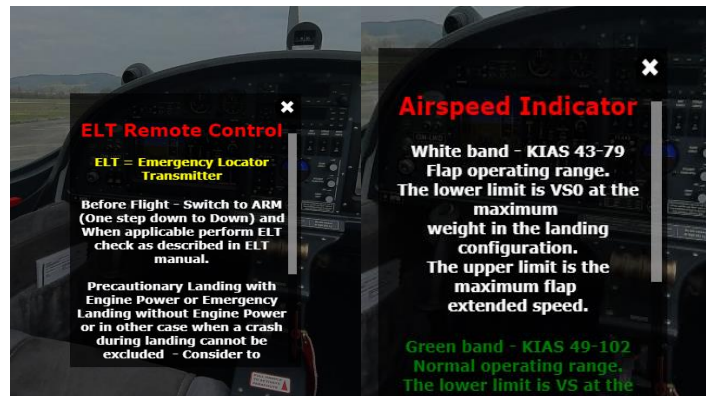 ELT Remote Control
ELT = Emergency Locator
Transmitter
Before Flight - Switch to ARM
(One step down to Down) and
When applicable perform ELT
check as described in ELT
manual.
Precautionary Landing with
Engine Power or Emergency
Landing without Engine Power
or in other case when a crash
during landing cannot be
excluded - Consider to
Airspeed Indicator
White band - KIAS 43-79
Flap operating range.
The lower limit is VS0 at the
maximum
weight in the landing
configuration.
The upper limit is the
maximum flap
extended speed.
Green band - KIAS 49-102
Normal operating range.
The lower limit is VS at the